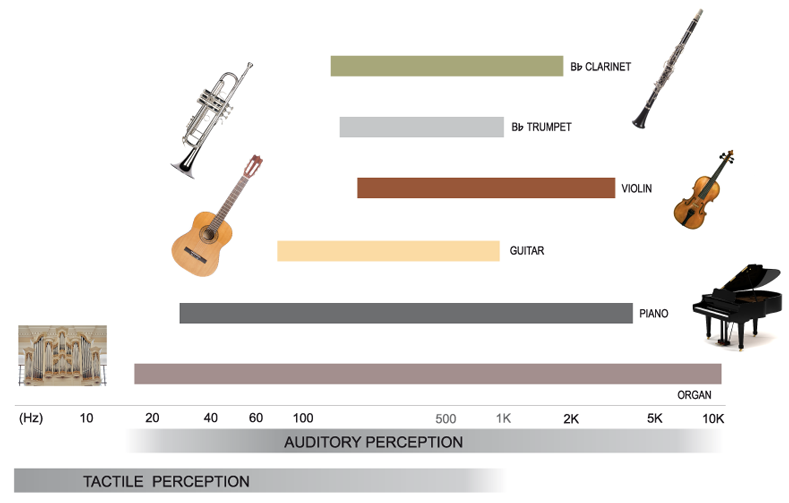 B♭ CLARINET
B♭ TRUMPET
VIOLIN
GUITAR
PIANO
ORGAN
(Hz) 10 20 40 60 100 500 1K 2K 5K 10K
AUDITORY PERCEPTION
TACTILE PERCEPTION